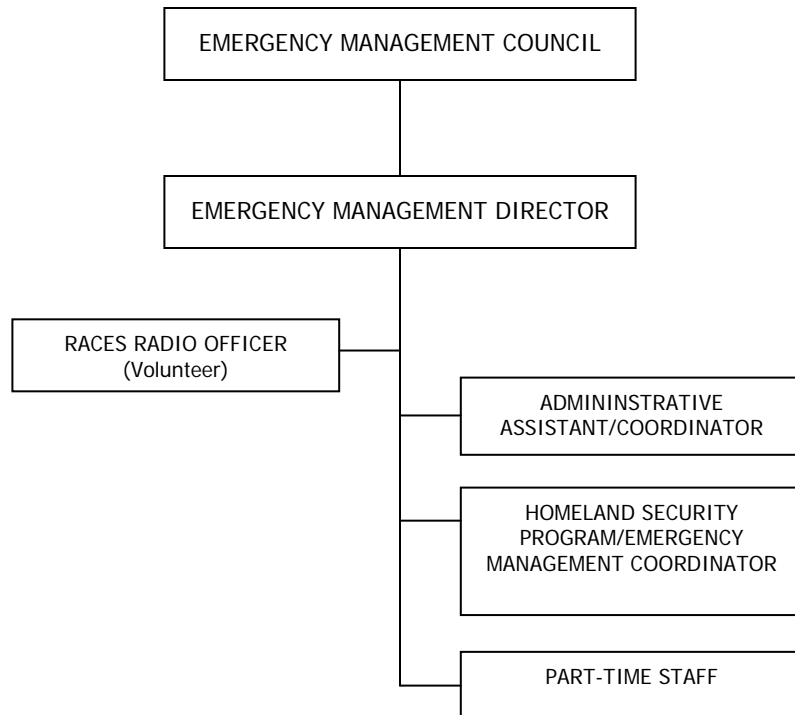 EMERGENCY MANAGEMENT COUNCIL
EMERGENCY MANAGEMENT DIRECTOR
RACES RADIO OFFICER
(Volunteer)
ADMININSTRATIVE
ASSISTANT/COORDINATOR
HOMELAND SECURITY
PROGRAM/EMERGENCY
MANAGEMENT COORDINATOR
PART-TIME STAFF